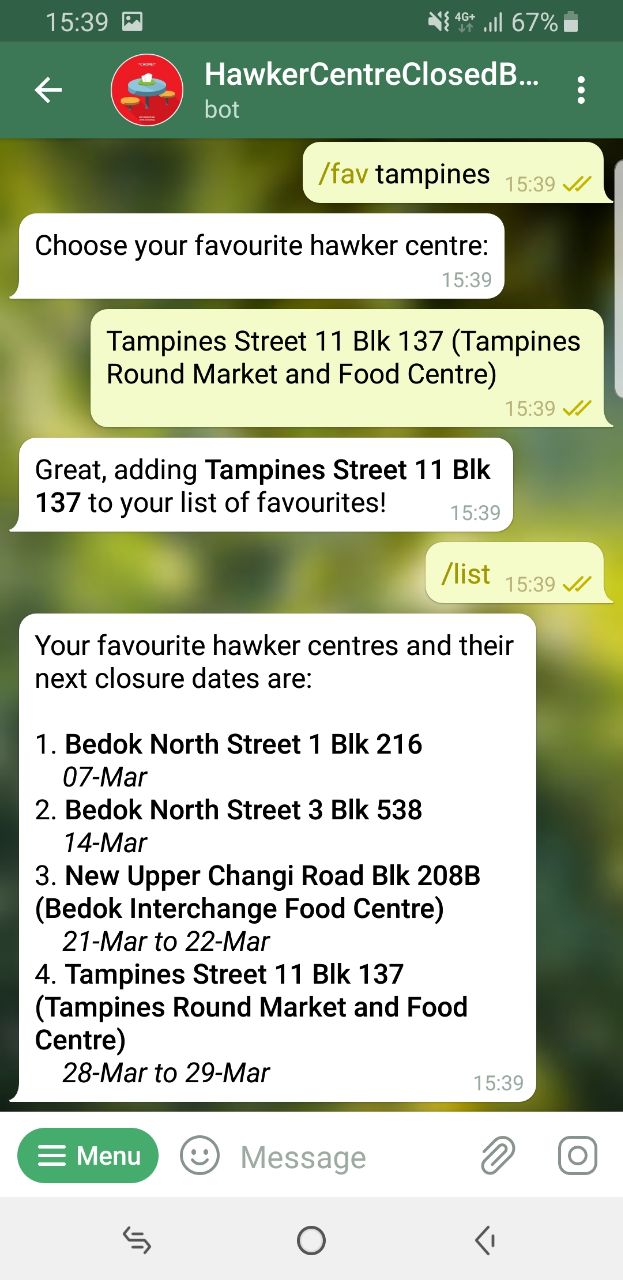 15:39 4G+ 67%
HawkerCentreClosedB...
bot
/fav tampines 15:39
Choose your favourite hawker centre:
15:39
Tampines Street 11 Blk 137 (Tampines
Round Market and Food Centre)
15:39
Great, adding Tampines Street 11 Blk
137 to your list of favourites! 15:39
/list 15:39
Your favourite hawker centres and their
next closure dates are:
1. Bedok North Street 1 Blk 216
07-Mar
2. Bedok North Street 3 Blk 538
14-Mar
3. New Upper Changi Road Blk 208B
(Bedok Interchange Food Centre)
21-Mar to 22-Mar
4. Tampines Street 11 Blk 137
(Tampines Round Market and Food
Centre)
28-Mar to 29-Mar
15:39
Menu Message